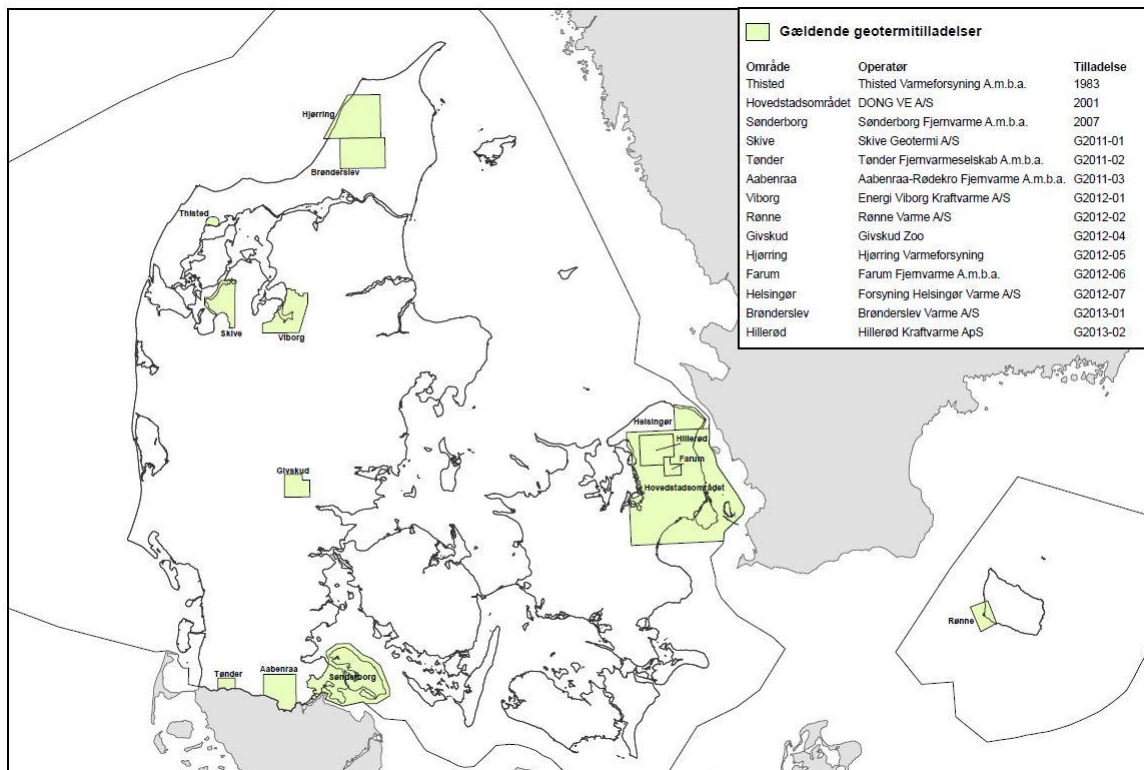 Gældende geotermitilladelser
Område Operatør Tilladelse
Thisted Thisted Varmeforsyning A.m.b.a. 1983
Hovedstadsområdet DONG VE A/S 2001
Sønderborg Sønderborg Fjernvarme A.m.b.a. 2007
Skive Skive Geotermi A/S G2011-01
Tønder Tønder Fjernvarmeselskab A.m.b.a. G2011-02
Aabenraa Aabenraa-Rødekro Fjernvarme A.m.b.a. G2011-03
Viborg Energi Viborg Kraftvarme A/S G2012-01
Rønne Rønne Varme A/S G2012-02
Givskud Givskud Zoo G2012-04
Hjørring Hjørring Varmeforsyning G2012-05
Farum Farum Fjernvarme A.m.b.a. G2012-06
Helsingør Forsyning Helsingør Varme A/S G2012-07
Brønderslev Brønderslev Varme A/S G2013-01
Hillerød Hillerød Kraftvarme ApS G2013-02
Hjørring
Brønderslev
Thisted
Skive
Viborg
Helsingør
Hillerød
Farum
Hovedstadsområdet
Givskud
Rønne
Tønder
Aabenraa
Sønderborg